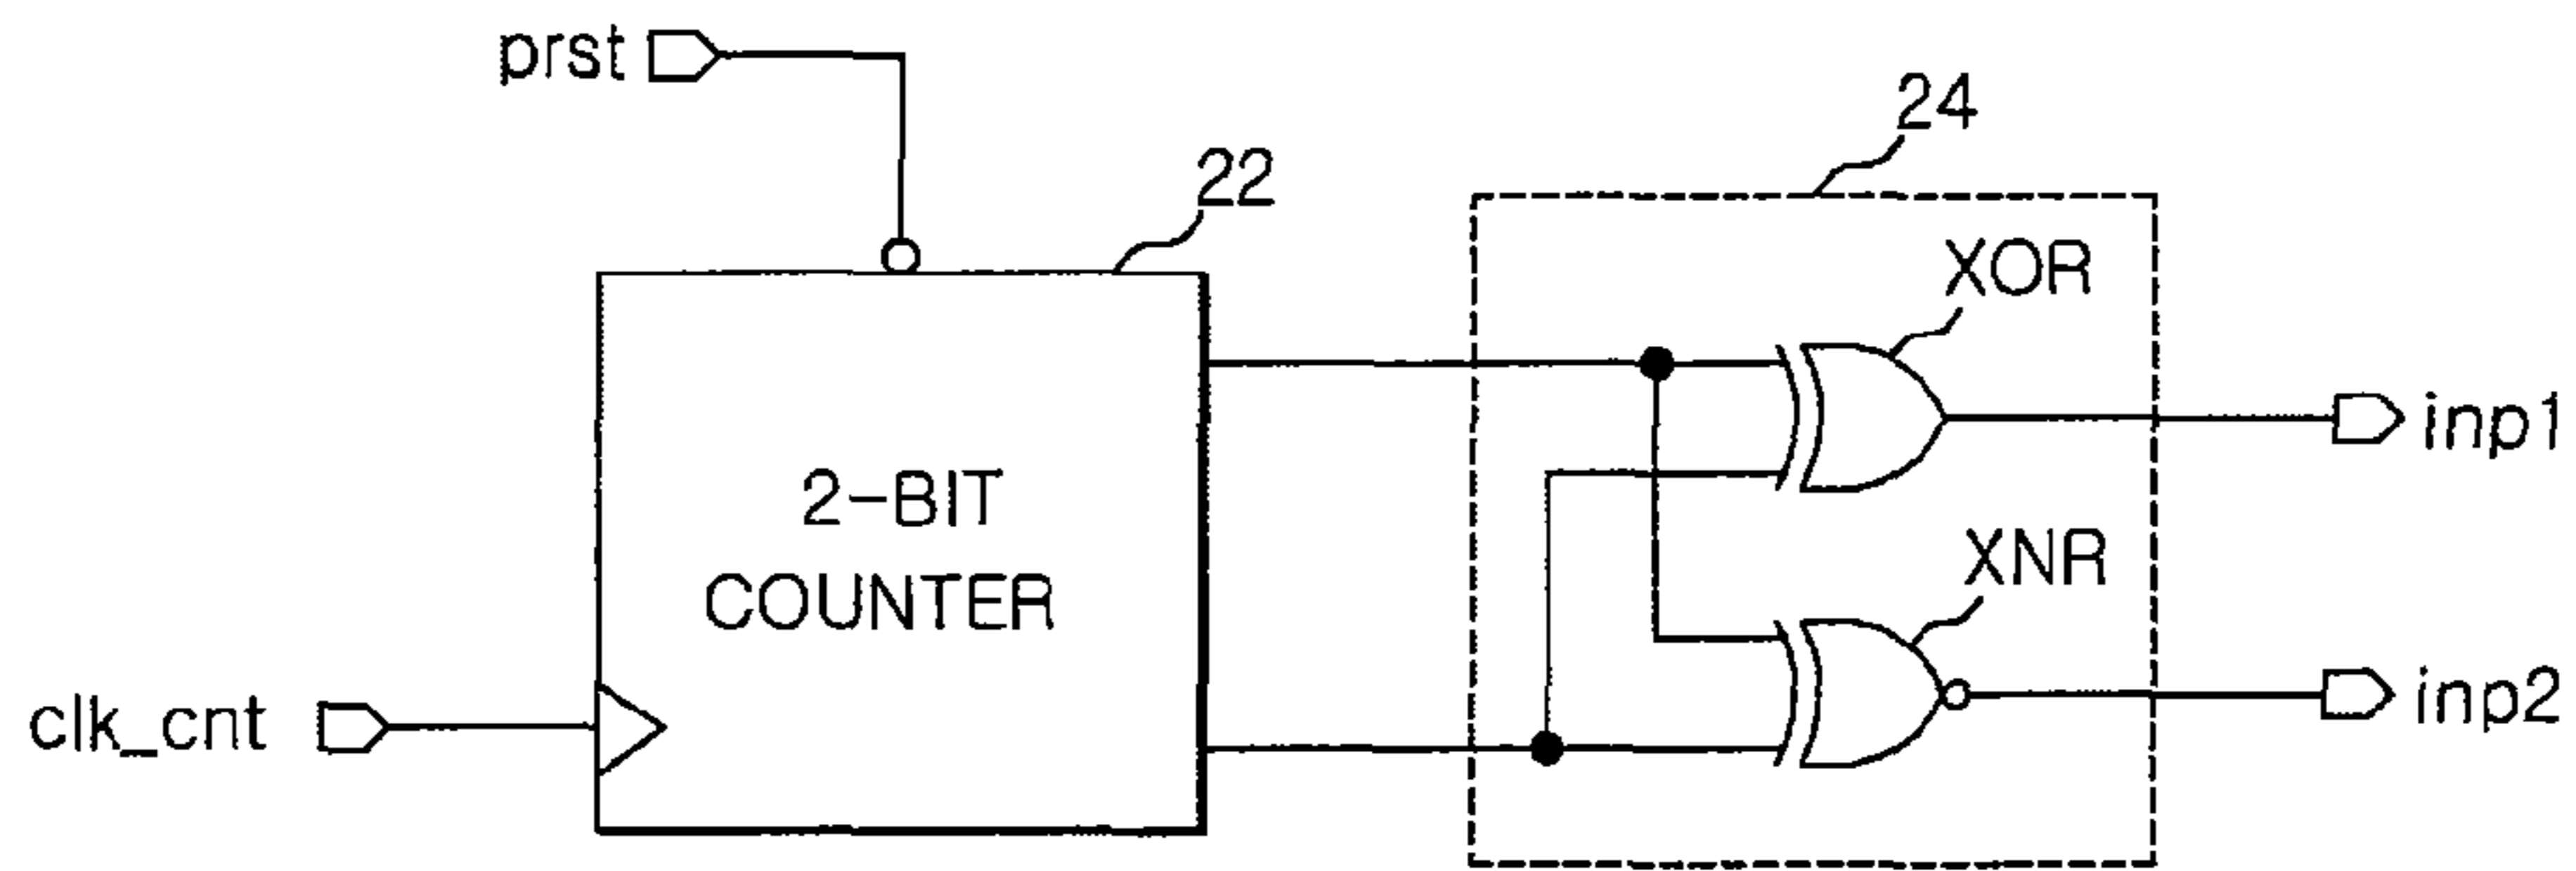 prst
24
22
XOR
2-BIT
COUNTER
inp1
XNR
clk_cnt
inp2